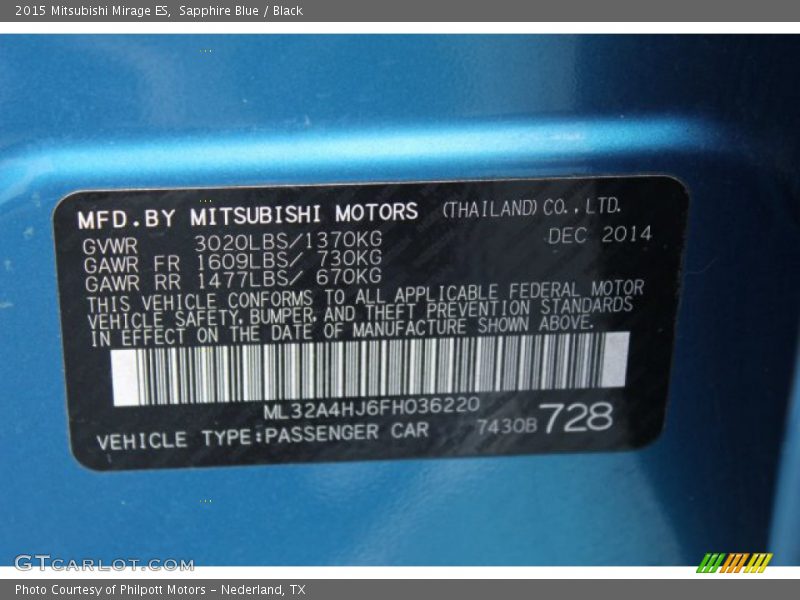 2015 Mitsubishi Mirage ES,  Sapphire Blue / Black
MFD.BY MITSUBISHI MOTORS (THAILAND)CO.,LTD.
GVWR 3020LBS/1370KG DEC 2014
GAWR FR 1609LBS/ 730KG
GAWR RR 1477LBS/ 670KG
THIS VEHICLE CONFORMS TO ALL APPLICABLE FEDERAL MOTOR
VEHICLE SAFETY, BUMPER, AND THEFT PREVENTION STANDARDS
IN EFFECT ON THE DATE OF MANUFACTURE SHOWN ABOVE.
ML32A4HJ6FH036220
VEHICLE TYPE:PASSENGER CAR 7430B 728
GTCARLOT.COM
Photo Courtesy of Philpott Motors - Nederland, TX